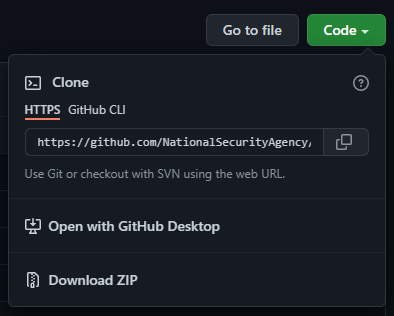 Go to file Code
Clone
HTTPS GitHub CLI
https://github.com/NationalSecurityAgency/
Use Git or checkout with SVN using the web URL.
Open with GitHub Desktop
Download ZIP